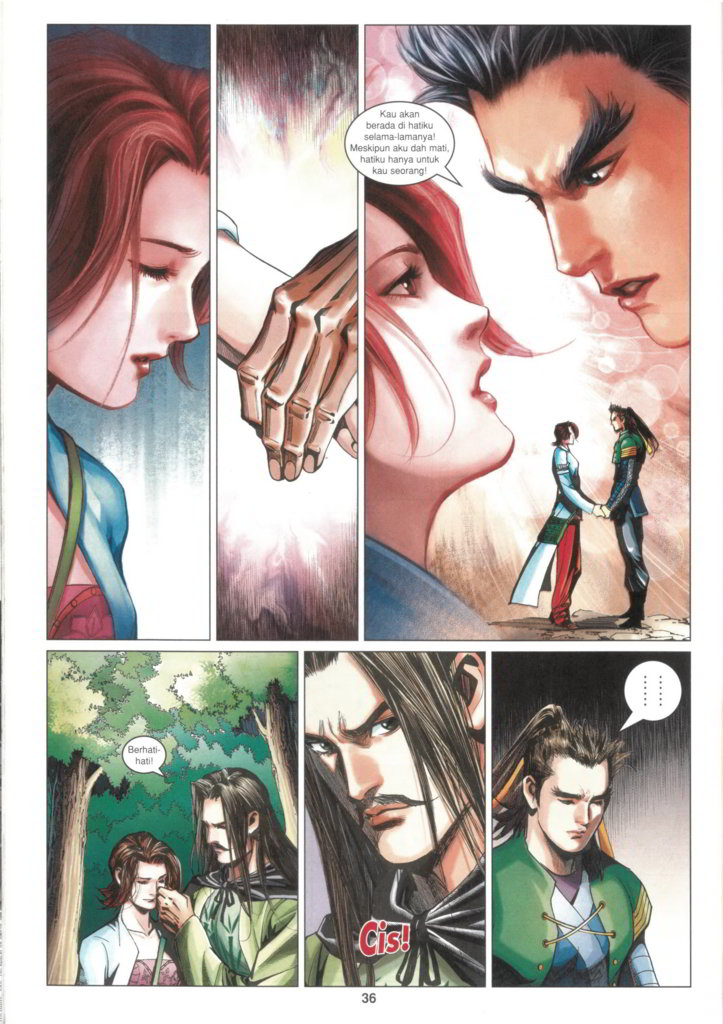 Kau akan
berada di hatiku
selama-lamanya!
Meskipun aku dah mati,
hatiku hanya untuk
kau seorang!
Berhati-
hati!
Cis!
36